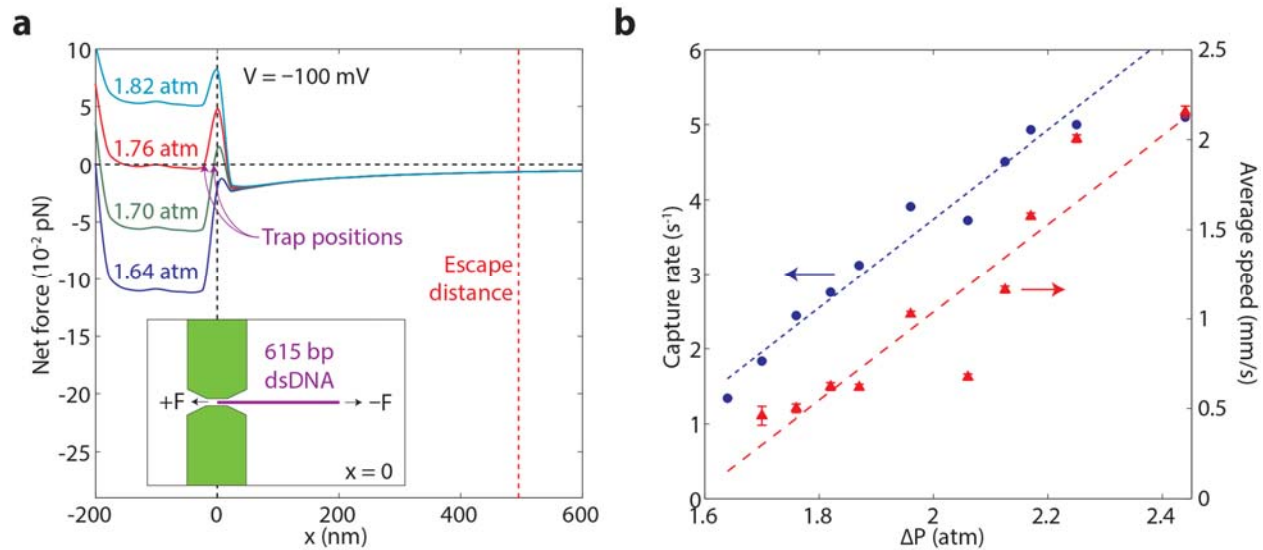 a
10
5
0
-5
-10
-15
-20
-25
Net force (10⁻² pN)
1.82 atm
1.76 atm
1.70 atm
1.64 atm
V = −100 mV
Trap positions
Escape
distance
615 bp
dsDNA
+F
−F
x = 0
-200
0
200
400
600
x (nm)
b
6
5
4
3
2
1
0
Capture rate (s⁻¹)
2.5
2
1.5
1
0.5
0
Average speed (mm/s)
1.6
1.8
2
2.2
2.4
ΔP (atm)